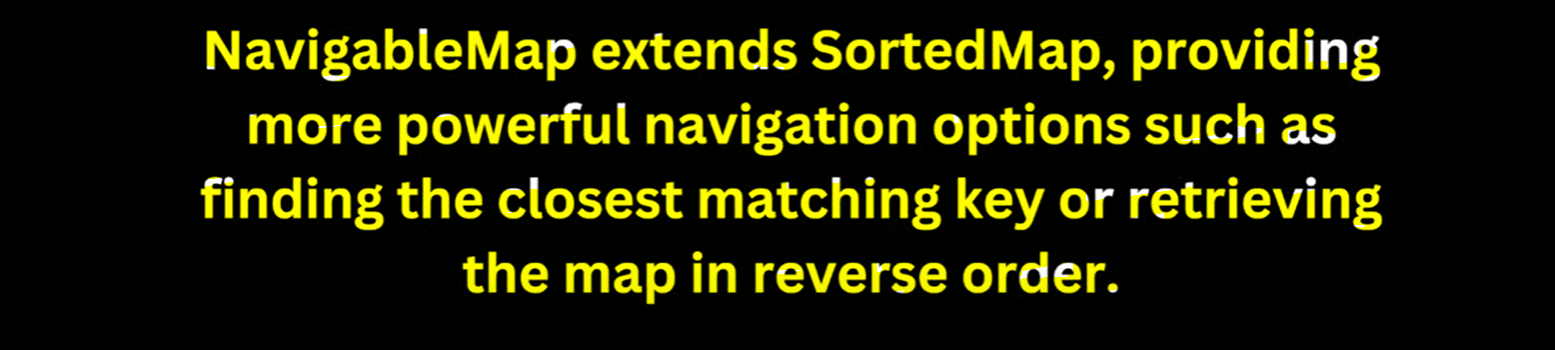 NavigableMap extends SortedMap, providing
more powerful navigation options such as
finding the closest matching key or retrieving
the map in reverse order.